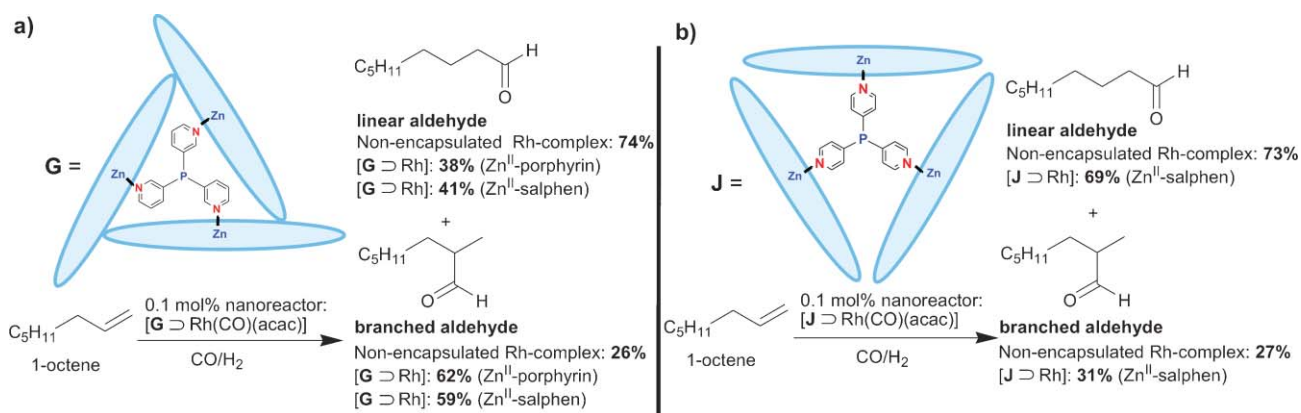 a)
G =
Zn
N
Zn
N
P
N
Zn
C5H11
H
O
linear aldehyde
Non-encapsulated Rh-complex: 74%
[G ⊃ Rh]: 38% (ZnII-porphyrin)
[G ⊃ Rh]: 41% (ZnII-salphen)
+
C5H11
O
H
C5H11
1-octene
0.1 mol% nanoreactor:
[G ⊃ Rh(CO)(acac)]
CO/H2
branched aldehyde
Non-encapsulated Rh-complex: 26%
[G ⊃ Rh]: 62% (ZnII-porphyrin)
[G ⊃ Rh]: 59% (ZnII-salphen)
b)
J =
Zn
N
P
N
N
Zn
Zn
C5H11
H
O
linear aldehyde
Non-encapsulated Rh-complex: 73%
[J ⊃ Rh]: 69% (ZnII-salphen)
+
C5H11
O
H
C5H11
1-octene
0.1 mol% nanoreactor:
[J ⊃ Rh(CO)(acac)]
CO/H2
branched aldehyde
Non-encapsulated Rh-complex: 27%
[J ⊃ Rh]: 31% (ZnII-salphen)